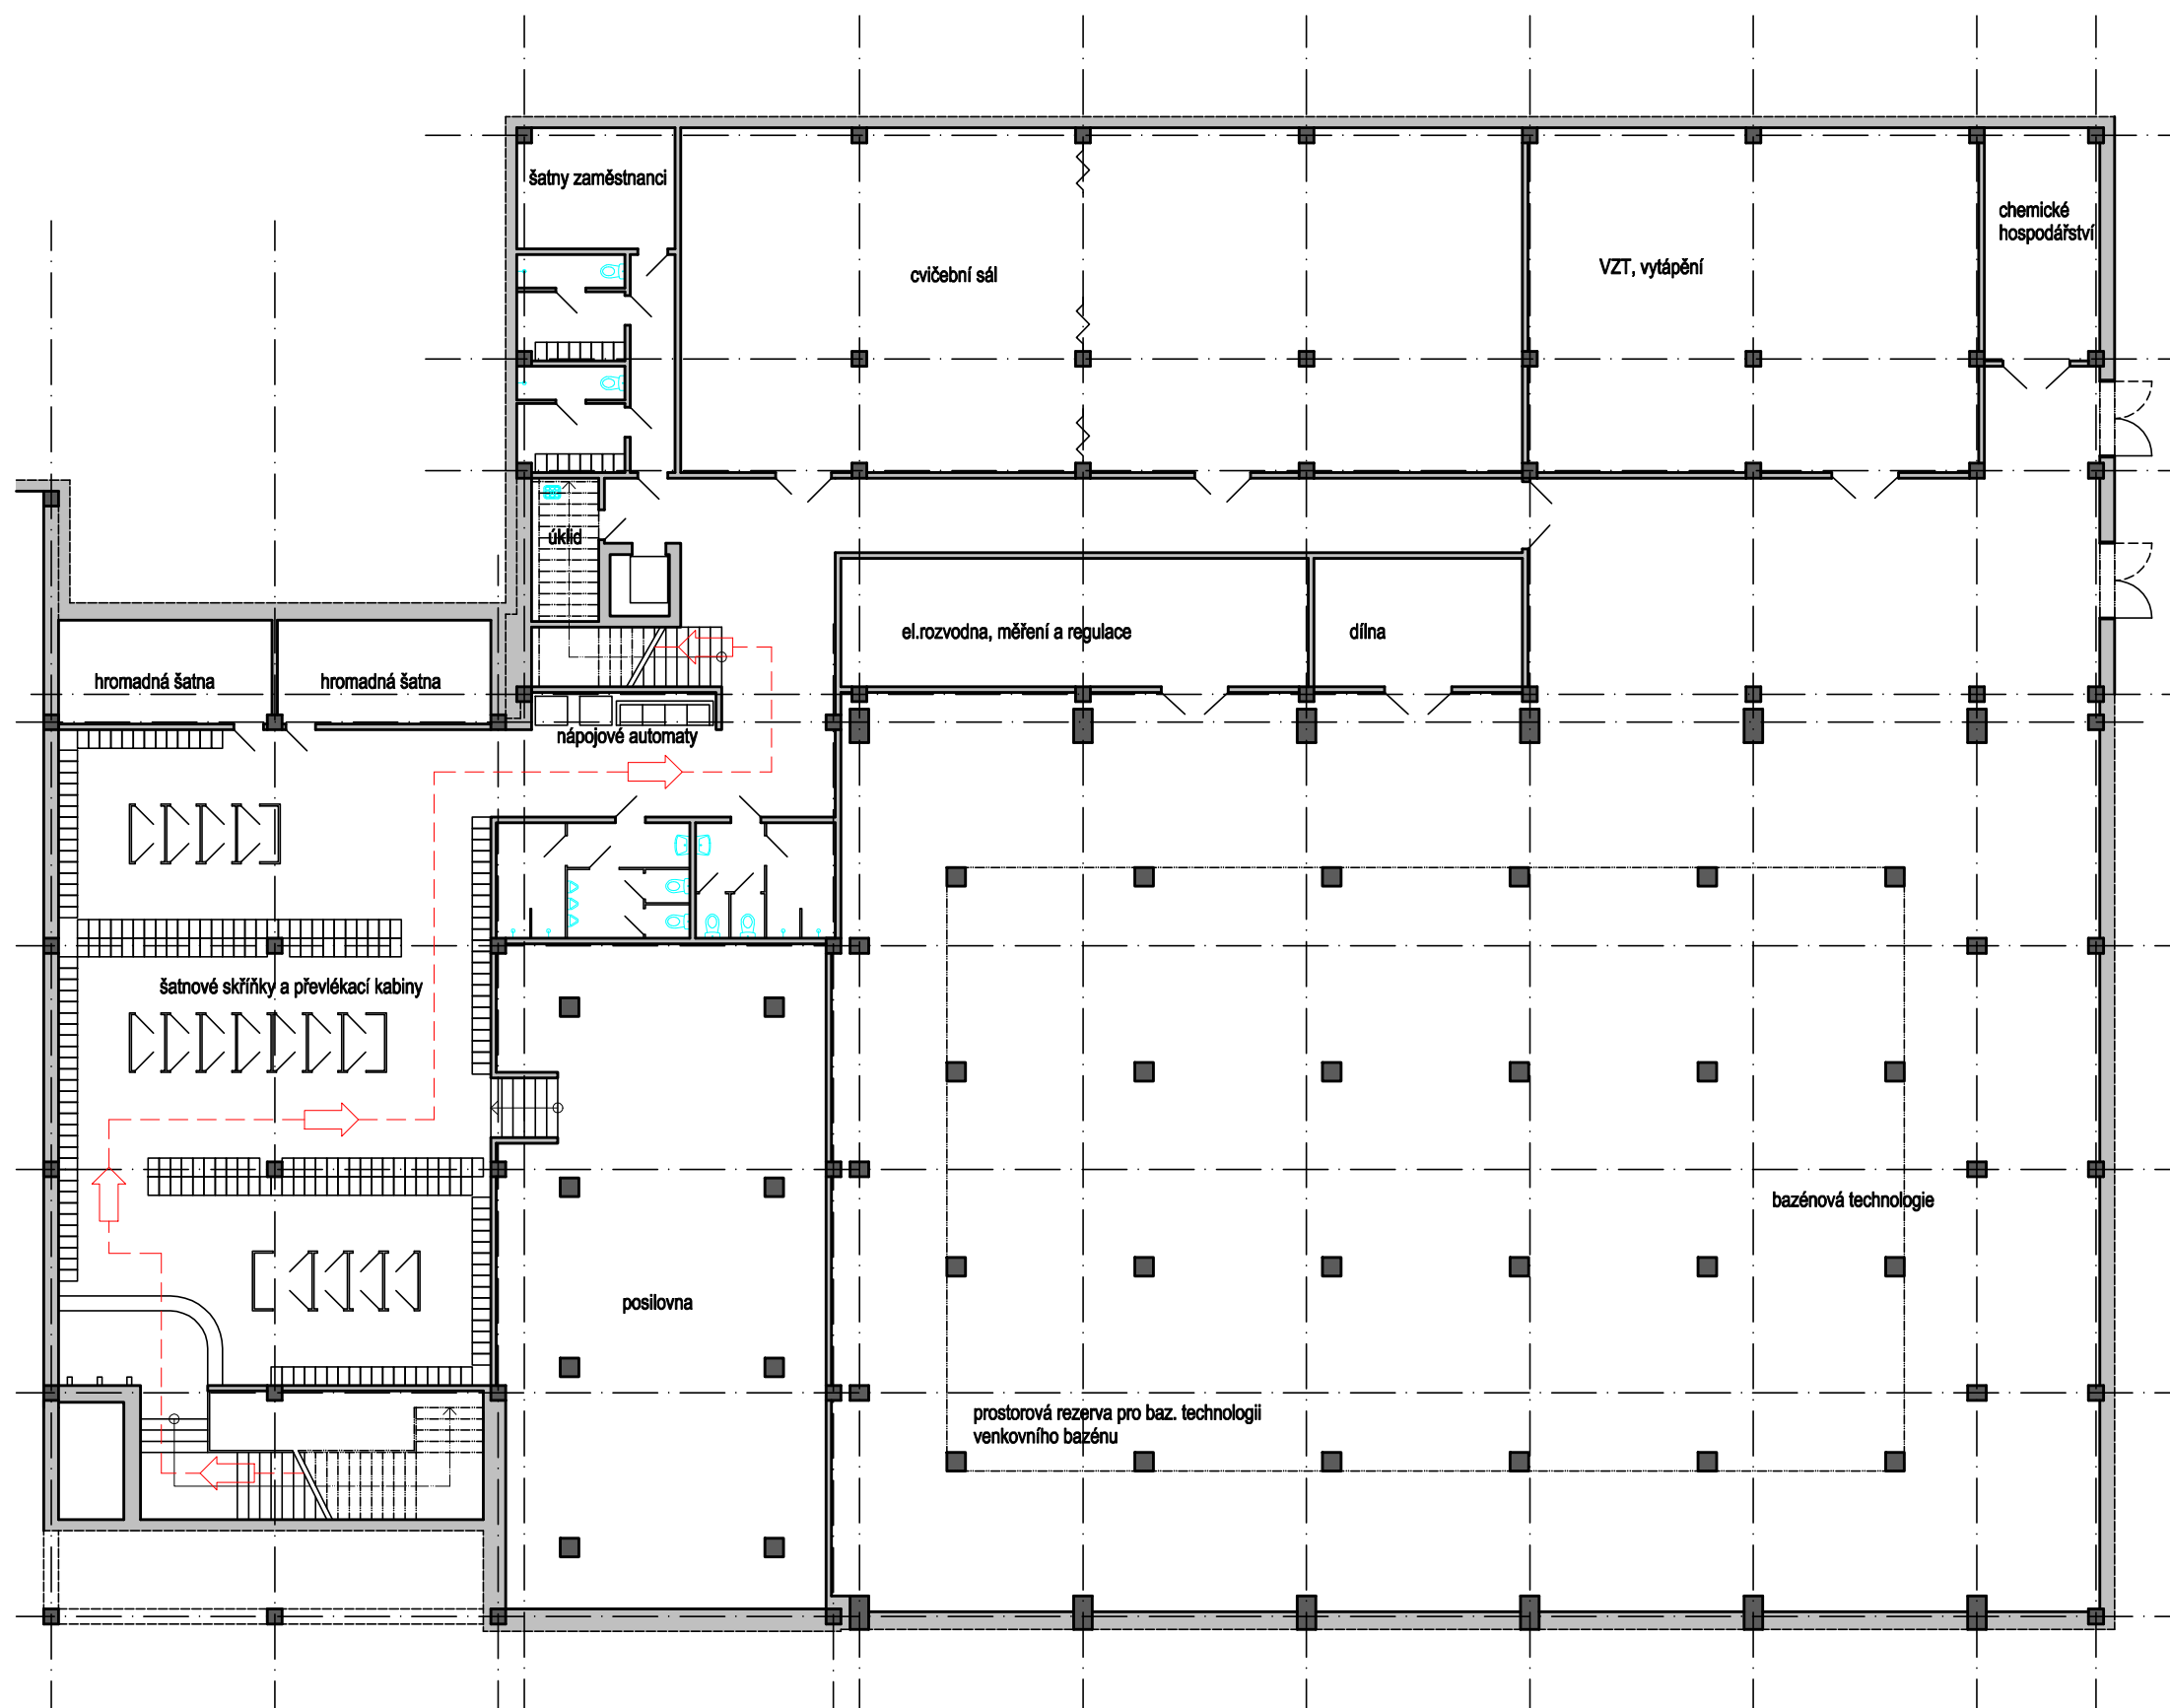 šatny zaměstnanci
chemické
hospodářství
cvičební sál
VZT, vytápění
úklid
el.rozvodna, měření a regulace
dílna
hromadná šatna
hromadná šatna
nápojové automaty
šatnové skříňky a převlékací kabiny
bazénová technologie
posilovna
prostorová rezerva pro baz. technologii
venkovního bazénu